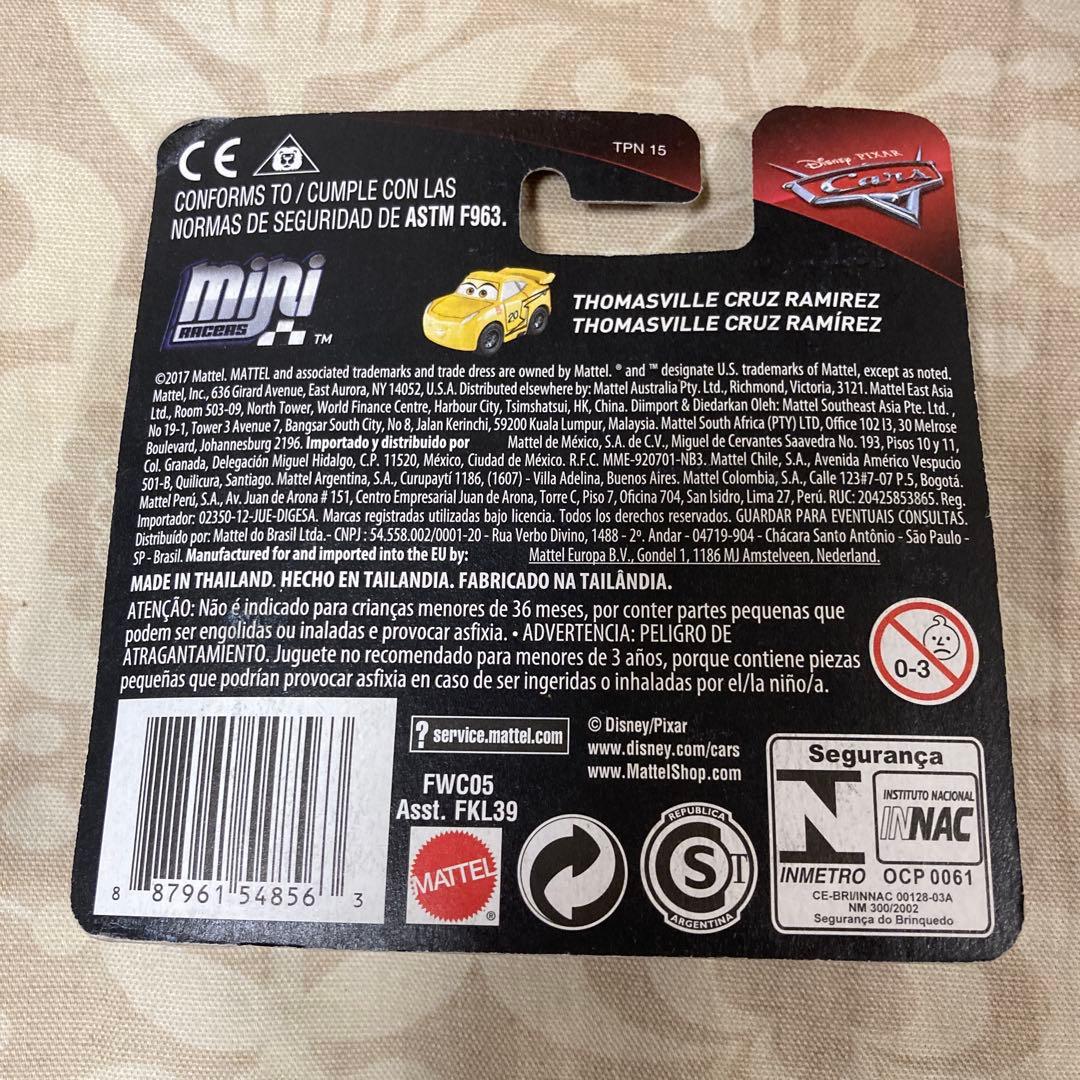 CE
TPN 15
Disney PIXAR
Cars
CONFORMS TO / CUMPLE CON LAS
NORMAS DE SEGURIDAD DE ASTM F963.
mini
RACERS
TM
20
THOMASVILLE CRUZ RAMIREZ
THOMASVILLE CRUZ RAMÍREZ
©2017 Mattel. MATTEL and associated trademarks and trade dress are owned by Mattel. ® and ™ designate U.S. trademarks of Mattel, except as noted.
Mattel, Inc., 636 Girard Avenue, East Aurora, NY 14052, U.S.A. Distributed elsewhere by: Mattel Australia Pty. Ltd., Richmond, Victoria, 3121. Mattel East Asia
Ltd., Room 503-09, North Tower, World Finance Centre, Harbour City, Tsimshatsui, HK, China. Diimport & Diedarkan Oleh: Mattel Southeast Asia Pte. Ltd. ,
No 19-1, Tower 3 Avenue 7, Bangsar South City, No 8, Jalan Kerinchi, 59200 Kuala Lumpur, Malaysia. Mattel South Africa (PTY) LTD, Office 102 I3, 30 Melrose
Boulevard, Johannesburg 2196. Importado y distribuido por Mattel de México, S.A. de C.V., Miguel de Cervantes Saavedra No. 193, Pisos 10 y 11,
Col. Granada, Delegación Miguel Hidalgo, C.P. 11520, México, Ciudad de México. R.F.C. MME-920701-NB3. Mattel Chile, S.A., Avenida Américo Vespucio
501-B, Quilicura, Santiago. Mattel Argentina, S.A., Curupaytí 1186, (1607) - Villa Adelina, Buenos Aires. Mattel Colombia, S.A., Calle 123#7-07 P.5, Bogotá.
Mattel Perú, S.A., Av. Juan de Arona # 151, Centro Empresarial Juan de Arona, Torre C, Piso 7, Oficina 704, San Isidro, Lima 27, Perú. RUC: 20425853865. Reg.
Importador: 02350-12-JUE-DIGESA. Marcas registradas utilizadas bajo licencia. Todos los derechos reservados. GUARDAR PARA EVENTUALES CONSULTAS.
Distribuído por: Mattel do Brasil Ltda.- CNPJ : 54.558.002/0001-20 - Rua Verbo Divino, 1488 - 2º. Andar - 04719-904 - Chácara Santo Antônio - São Paulo -
SP - Brasil. Manufactured for and imported into the EU by: Mattel Europa B.V., Gondel 1, 1186 MJ Amstelveen, Nederland.
MADE IN THAILAND. HECHO EN TAILANDIA. FABRICADO NA TAILÂNDIA.
ATENÇÃO: Não é indicado para crianças menores de 36 meses, por conter partes pequenas que
podem ser engolidas ou inaladas e provocar asfixia. • ADVERTENCIA: PELIGRO DE
ATRAGANTAMIENTO. Juguete no recomendado para menores de 3 años, porque contiene piezas
pequeñas que podrían provocar asfixia en caso de ser ingeridas o inhaladas por el/la niño/a.
0-3
? service.mattel.com
© Disney/Pixar
www.disney.com/cars
www.MattelShop.com
FWC05
Asst. FKL39
MATTEL
®
REPUBLICA
S T
ARGENTINA
Segurança
N
INMETRO
INSTITUTO NACIONAL
INNAC
OCP 0061
CE-BRI/INNAC 00128-03A
NM 300/2002
Segurança do Brinquedo
8 87961 54856 3